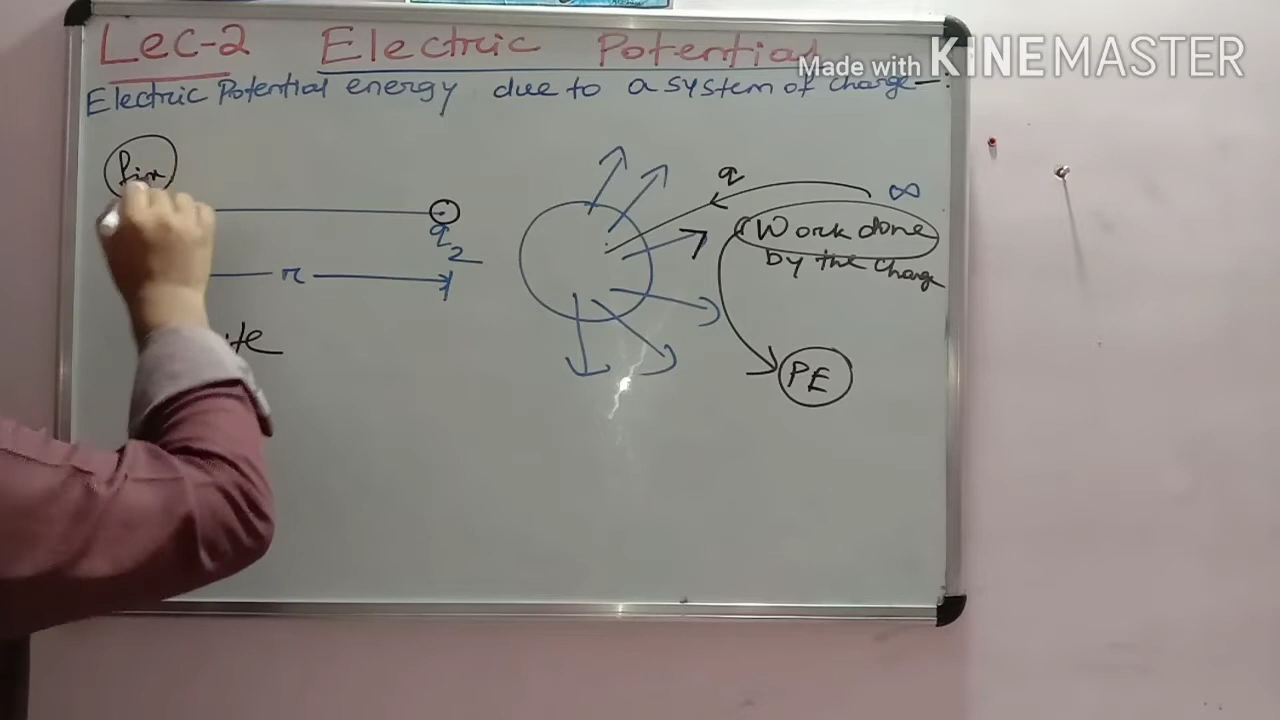 Lec-2 Electric Potential
Made with KINEMASTER
Electric Potential energy due to a system of charge-:
fix
q
∞
q2
Work done
by the charge
r
PE